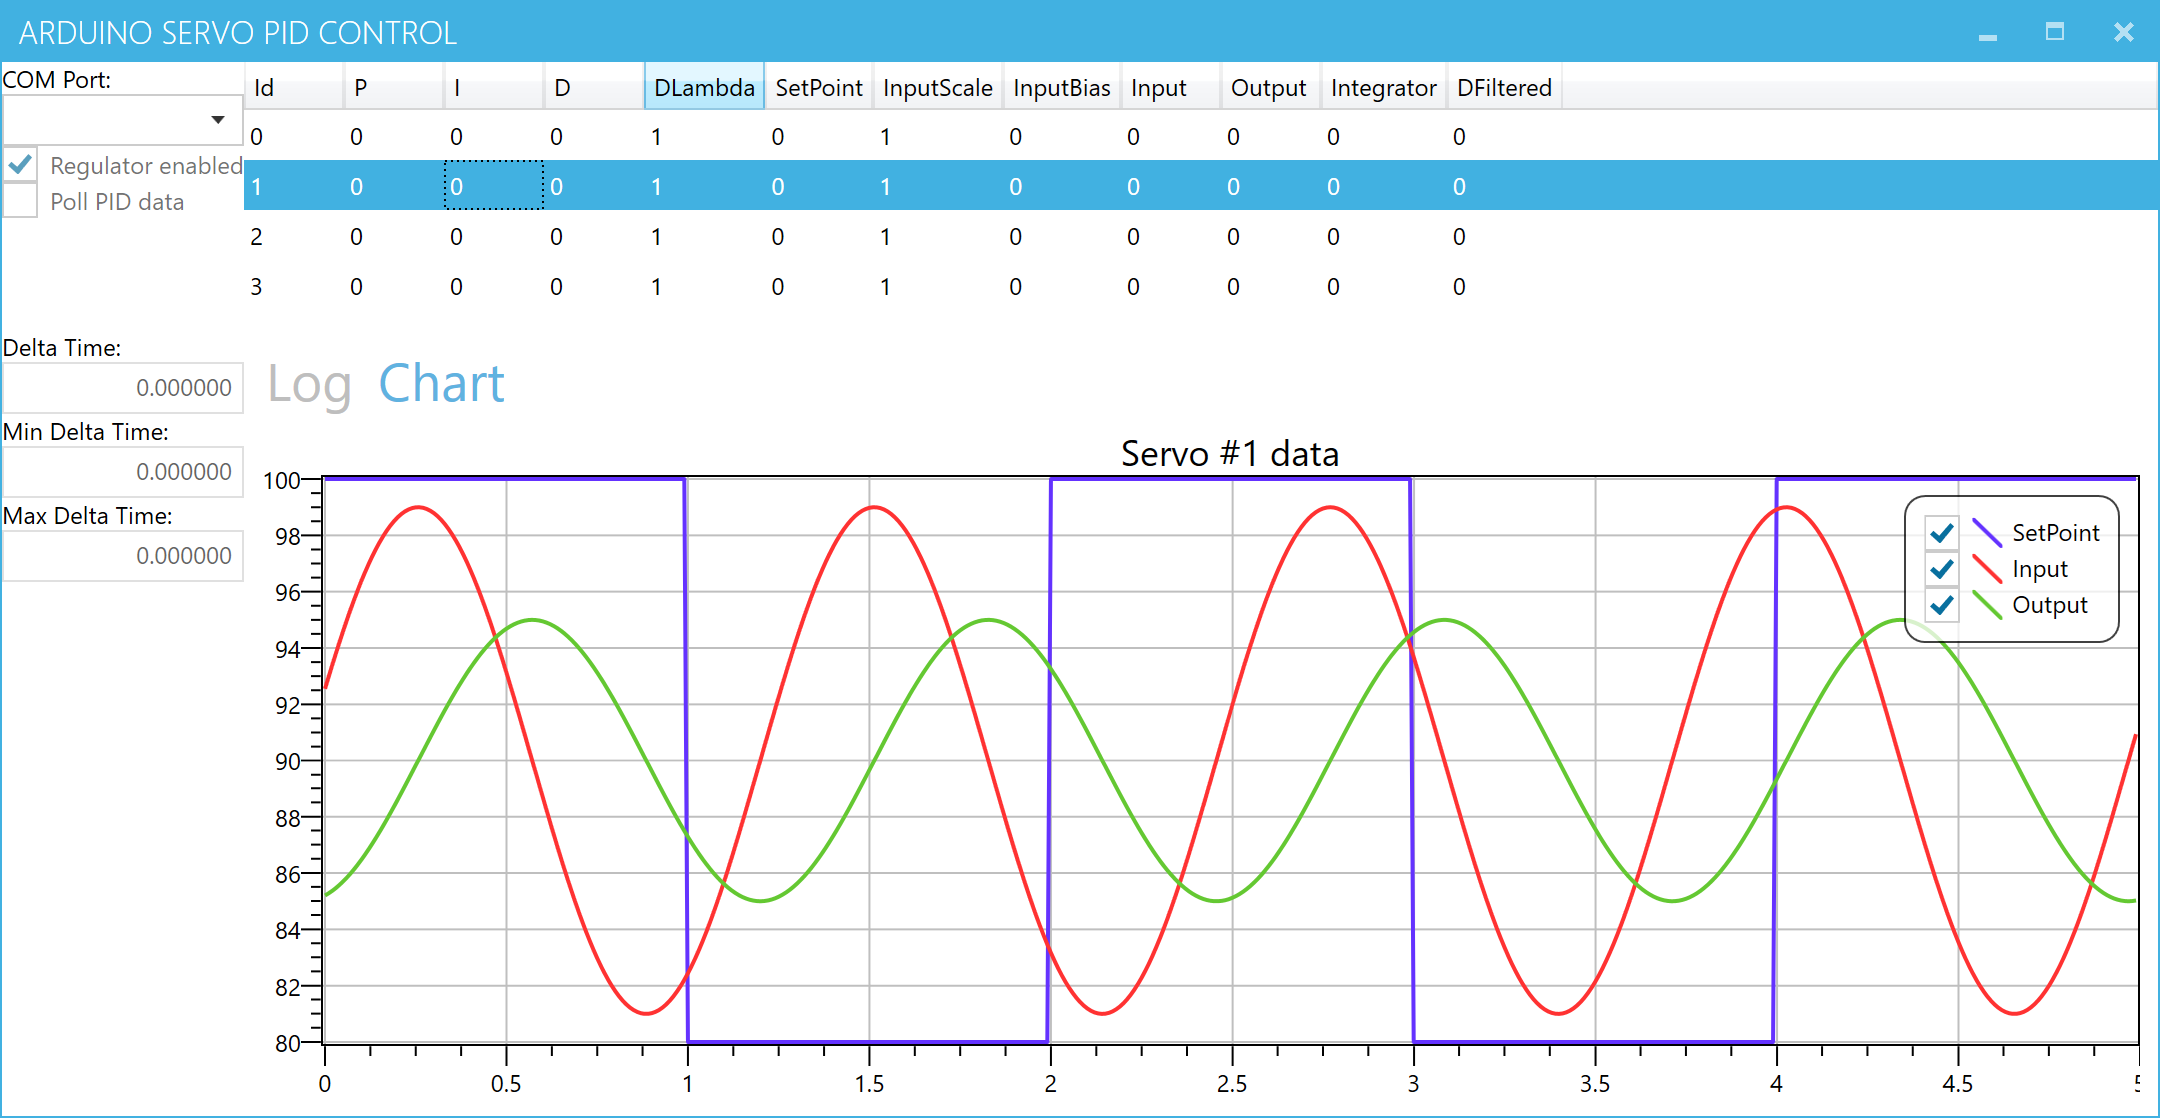 ARDUINO SERVO PID CONTROL
COM Port:
Regulator enabled
Poll PID data
Id P I D DLambda SetPoint InputScale InputBias Input Output Integrator DFiltered
0 0 0 0 1 0 1 0 0 0 0 0
1 0 0 0 1 0 1 0 0 0 0 0
2 0 0 0 1 0 1 0 0 0 0 0
3 0 0 0 1 0 1 0 0 0 0 0
Delta Time:
0.000000
Min Delta Time:
0.000000
Max Delta Time:
0.000000
Log Chart
Servo #1 data
100
98
96
94
92
90
88
86
84
82
80
0 0.5 1 1.5 2 2.5 3 3.5 4 4.5
SetPoint
Input
Output